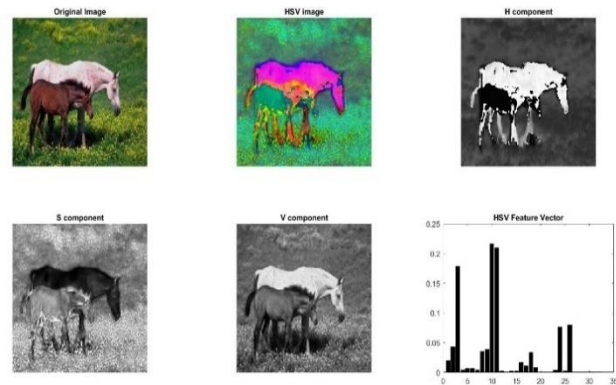 Original Image
HSV image
H component
S component
V component
HSV Feature Vector
0.25
0.2
0.15
0.1
0.05
0
0 5 10 15 20 25 30 35